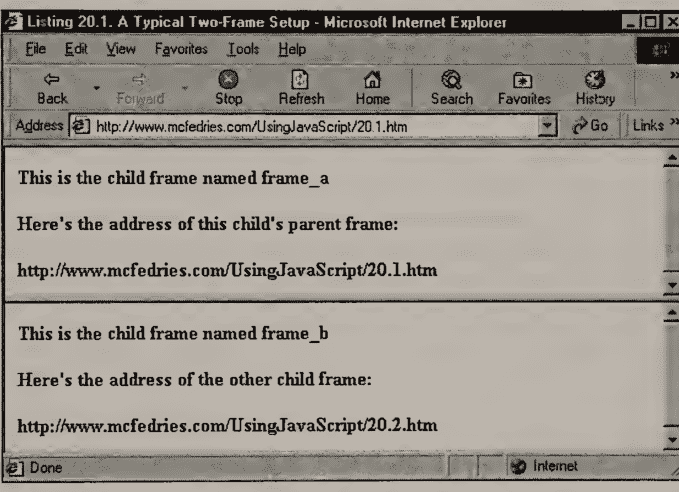 Listing 20.1. A Typical Two-Frame Setup - Microsoft Internet Explorer
File Edit View Favorites Tools Help
Back Forward Stop Refresh Home Search Favorites History »
Address http://www.mcfedries.com/UsingJavaScript/20.1.htm Go Links »
This is the child frame named frame_a
Here's the address of this child's parent frame:
http://www.mcfedries.com/UsingJavaScript/20.1.htm
This is the child frame named frame_b
Here's the address of the other child frame:
http://www.mcfedries.com/UsingJavaScript/20.2.htm
Done Internet